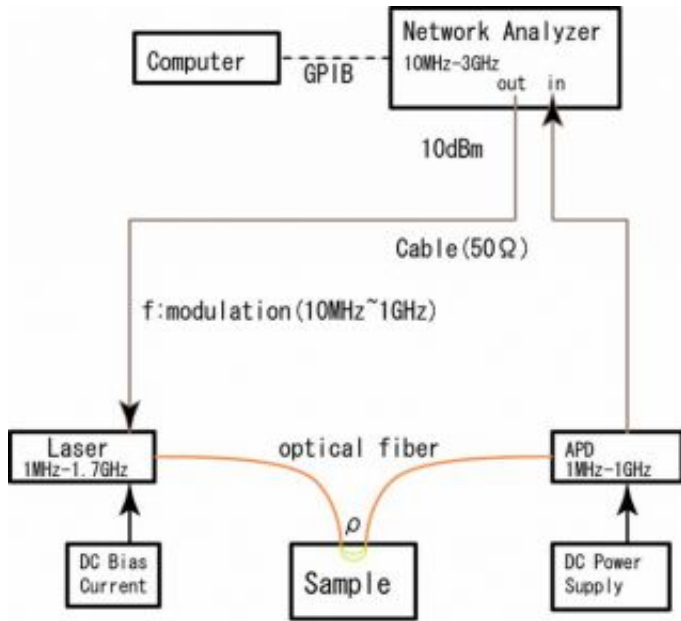 Network Analyzer
10MHz-3GHz
out in
Computer
GPIB
10dBm
Cable(50Ω)
f:modulation(10MHz~1GHz)
Laser
1MHz-1.7GHz
optical fiber
APD
1MHz-1GHz
ρ
DC Bias
Current
Sample
DC Power
Supply